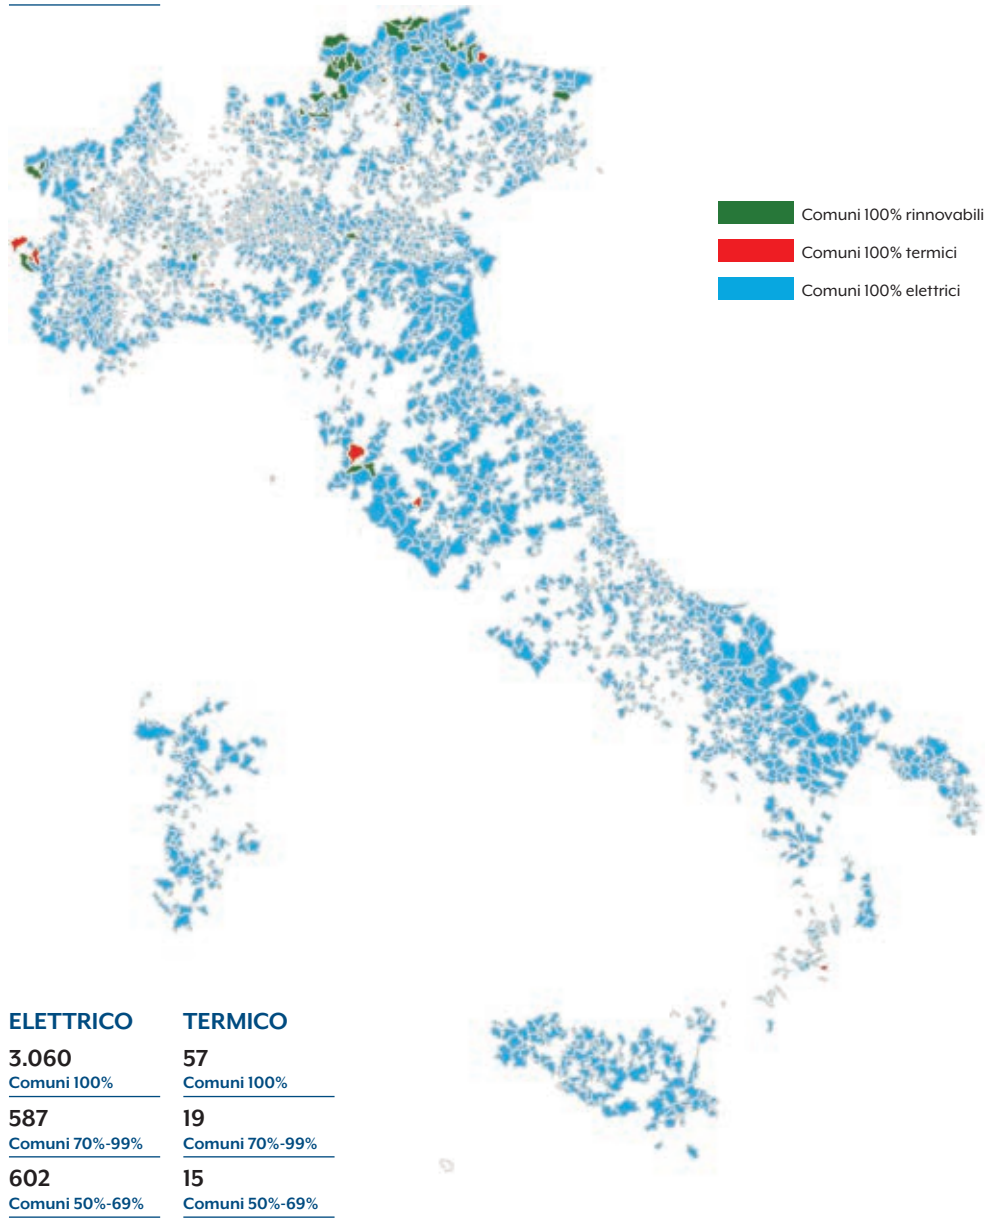 Comuni 100% rinnovabili
Comuni 100% termici
Comuni 100% elettrici
ELETTRICO
3.060
Comuni 100%
587
Comuni 70%-99%
602
Comuni 50%-69%
TERMICO
57
Comuni 100%
19
Comuni 70%-99%
15
Comuni 50%-69%